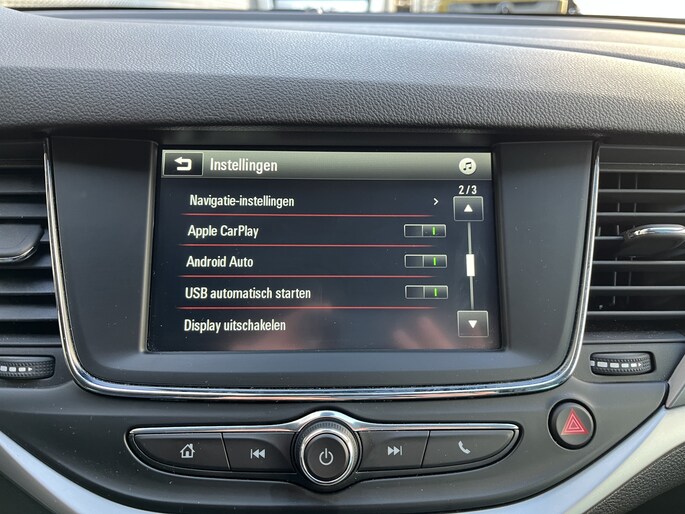 Instellingen
2/3
Navigatie-instellingen
Apple CarPlay
Android Auto
USB automatisch starten
Display uitschakelen